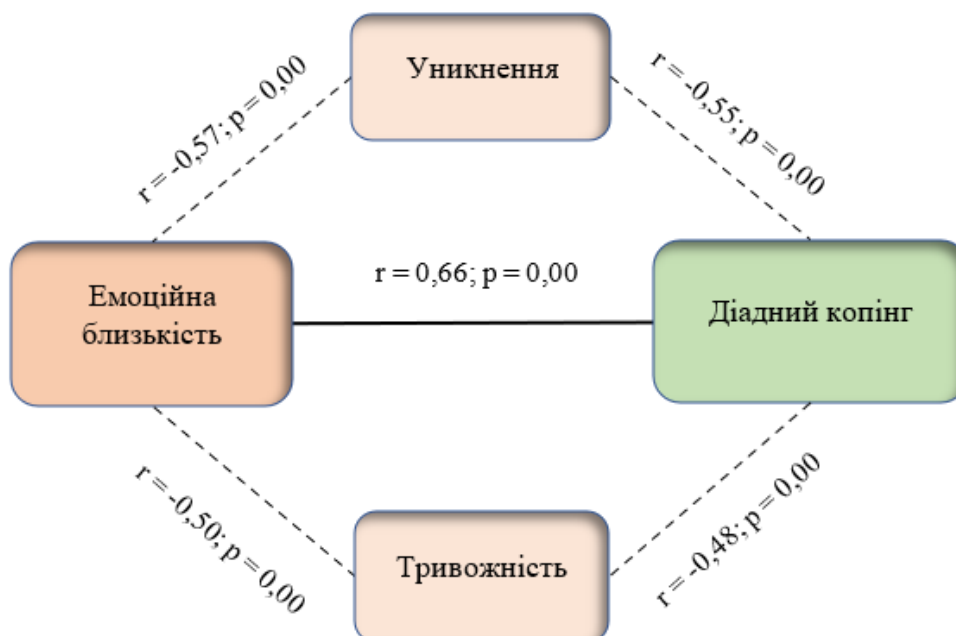 Уникнення
r = -0,57; p = 0,00
r = -0,55; p = 0,00
Емоційна
близькість
r = 0,66; p = 0,00
Діадний копінг
r = -0,50; p = 0,00
Тривожність
r = -0,48; p = 0,00